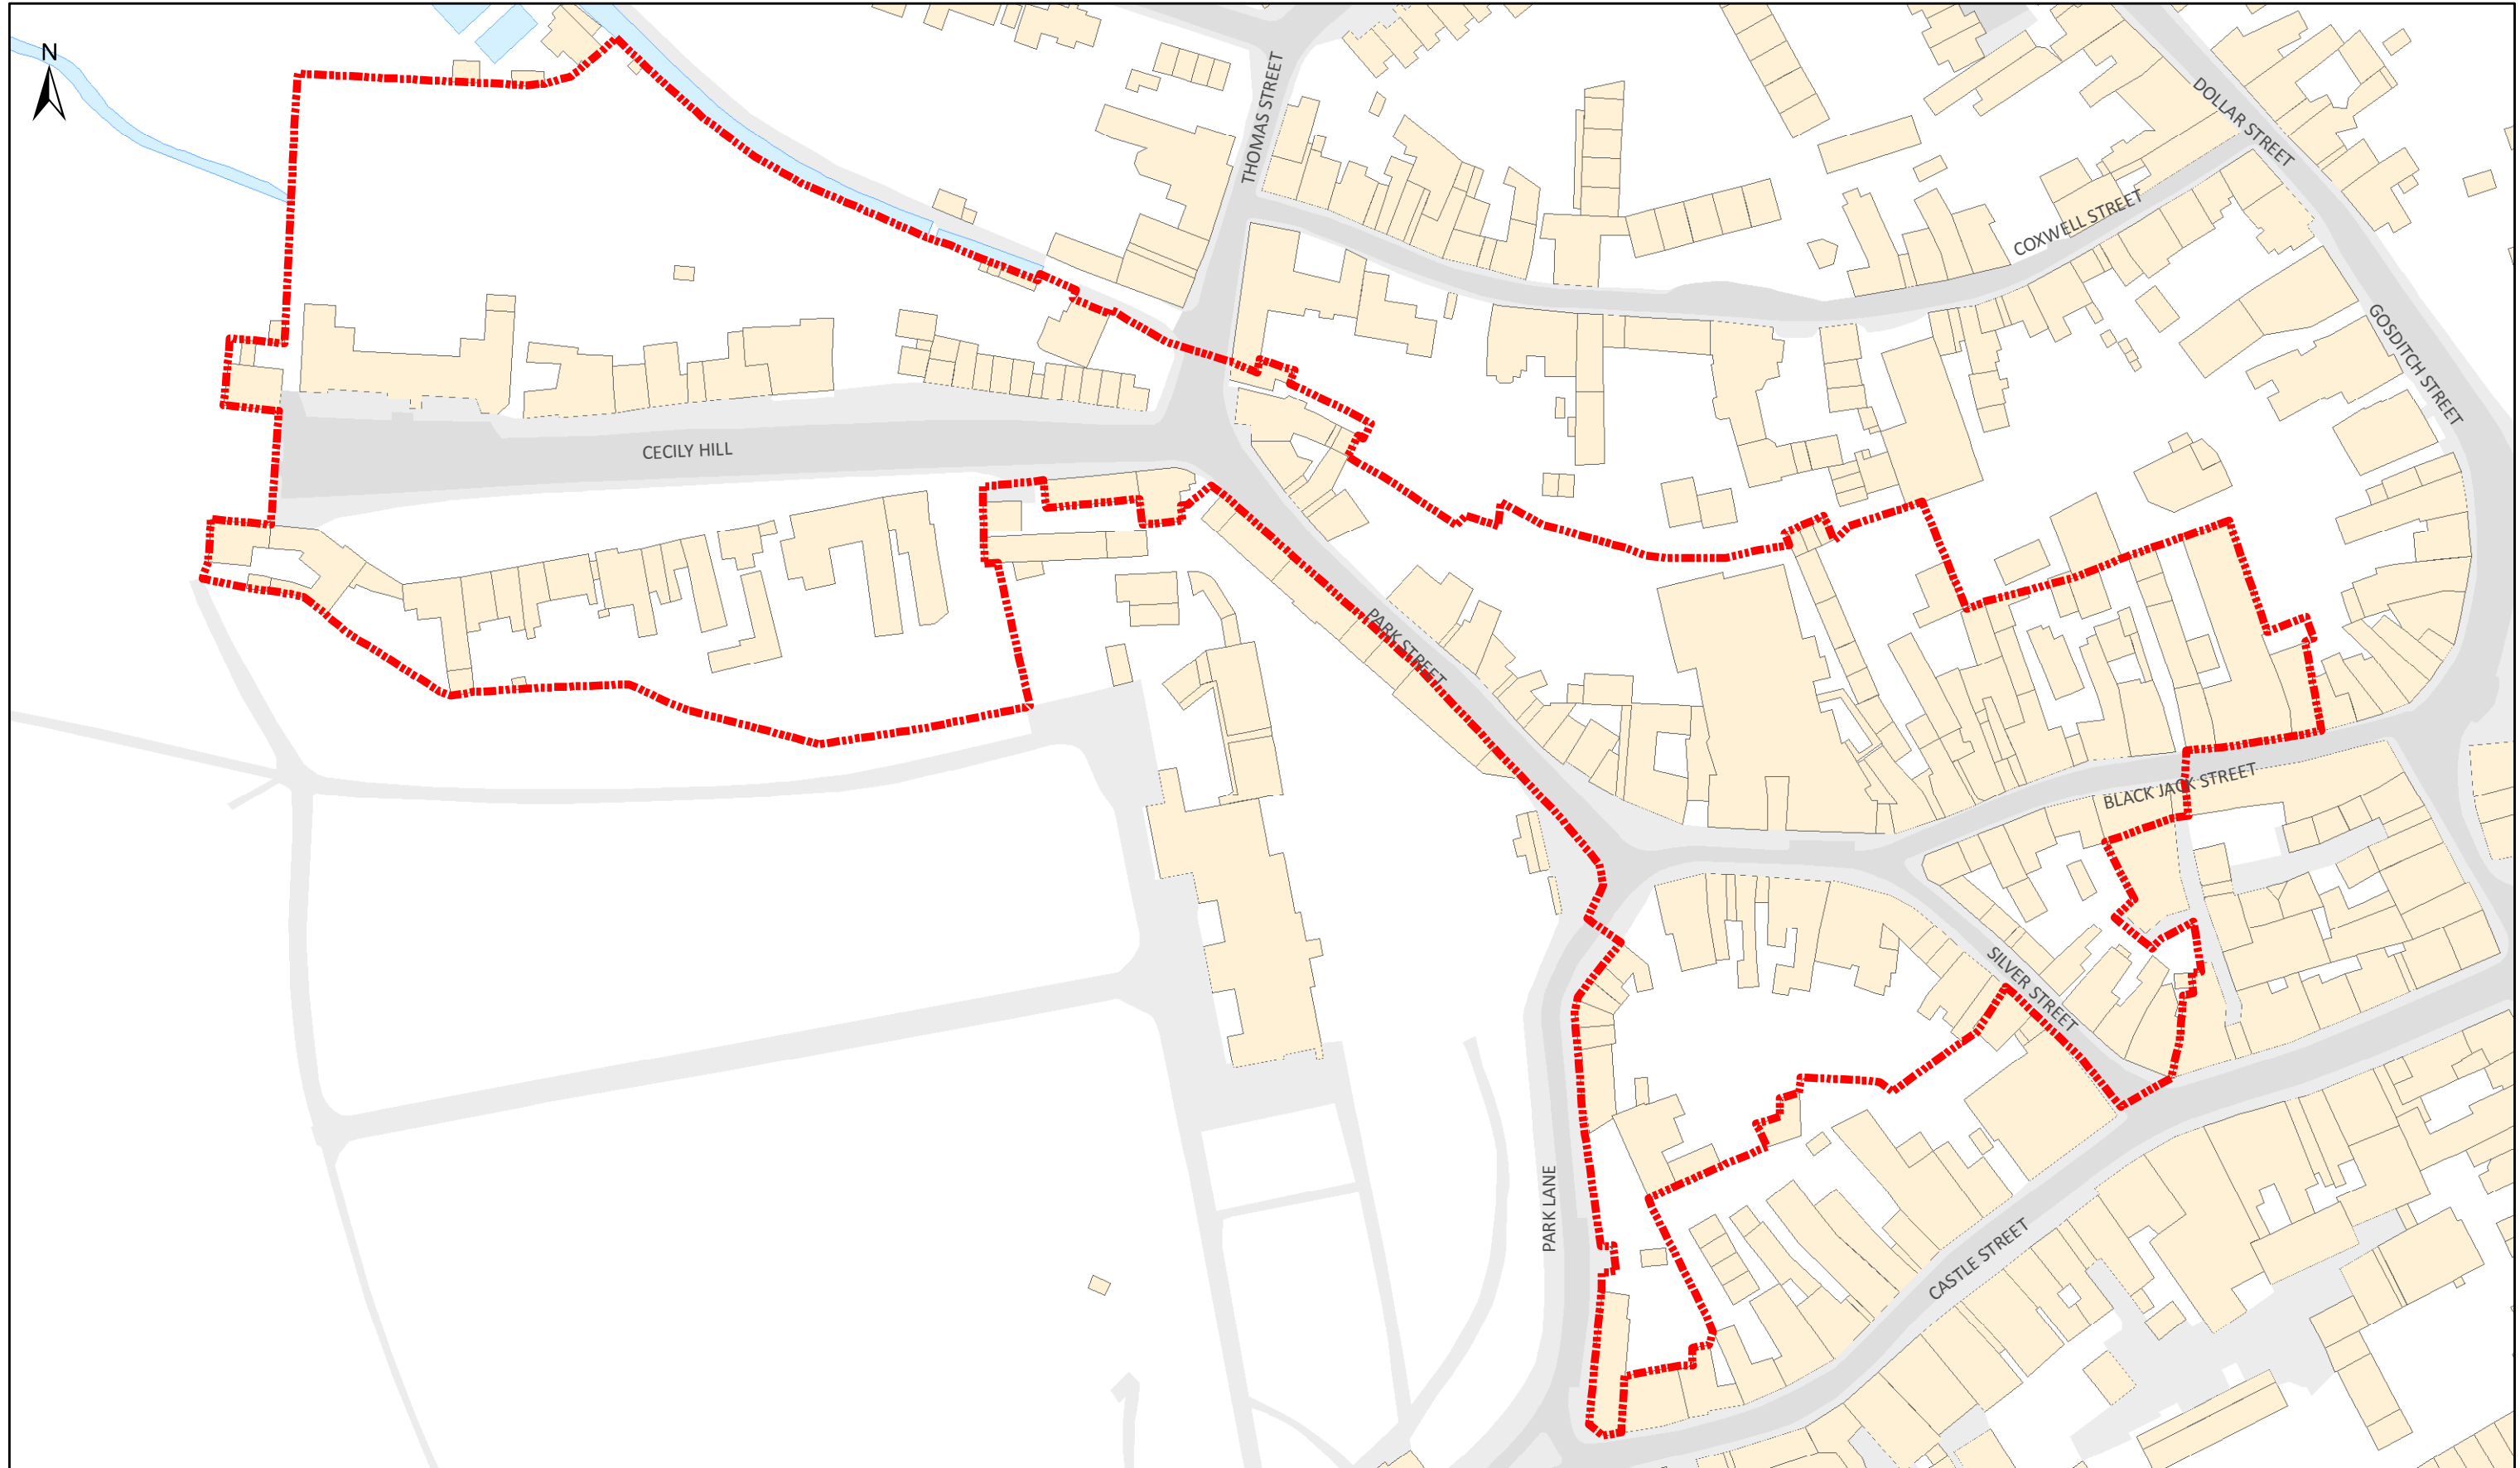 N
THOMAS STREET
DOLLAR STREET
COXWELL STREET
GOSDITCH STREET
CECILY HILL
PARK STREET
BLACK JACK STREET
SILVER STREET
PARK LANE
CASTLE STREET